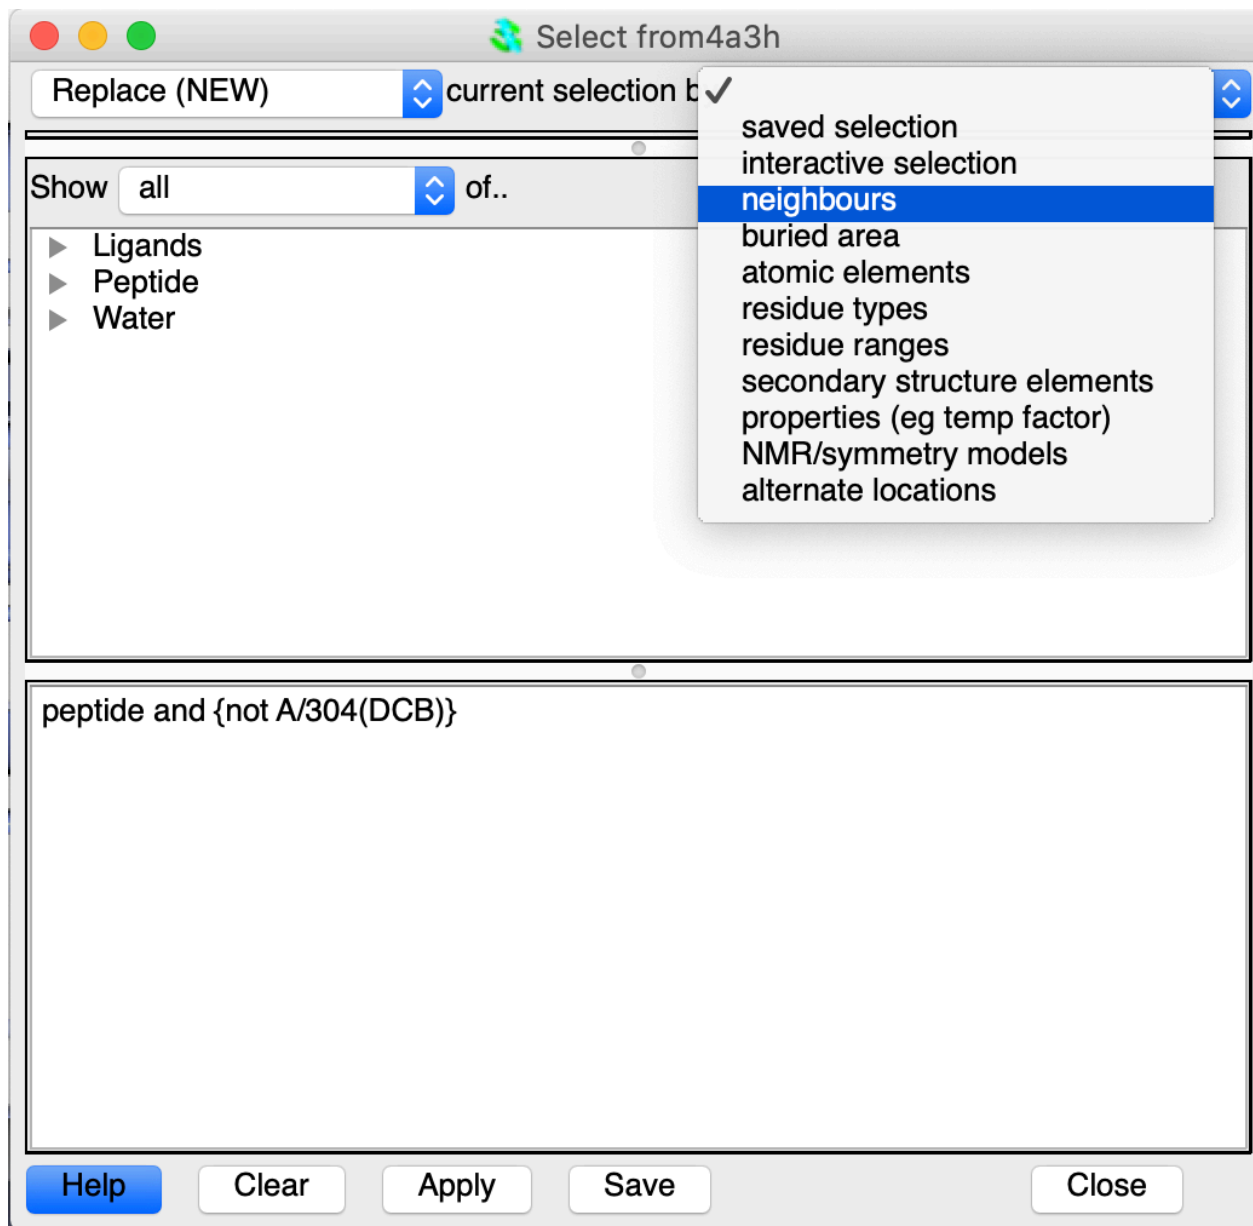 Select from4a3h
Replace (NEW) current selection b
saved selection
interactive selection
neighbours
buried area
atomic elements
residue types
residue ranges
secondary structure elements
properties (eg temp factor)
NMR/symmetry models
alternate locations
Show all of..
Ligands
Peptide
Water
peptide and {not A/304(DCB)}
Help Clear Apply Save Close